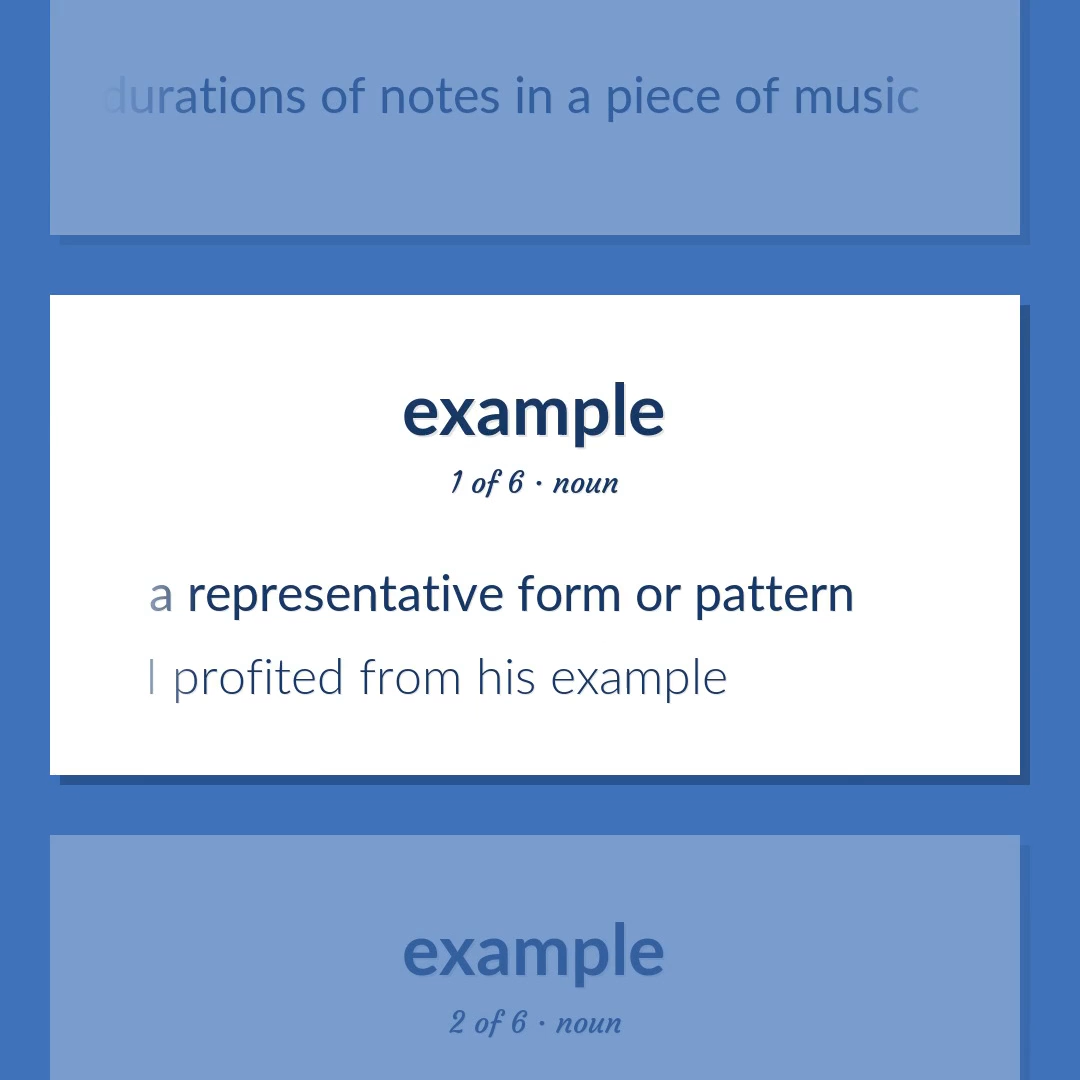 durations of notes in a piece of music
example
1 of 6 · noun
a representative form or pattern
I profited from his example
example
2 of 6 · noun